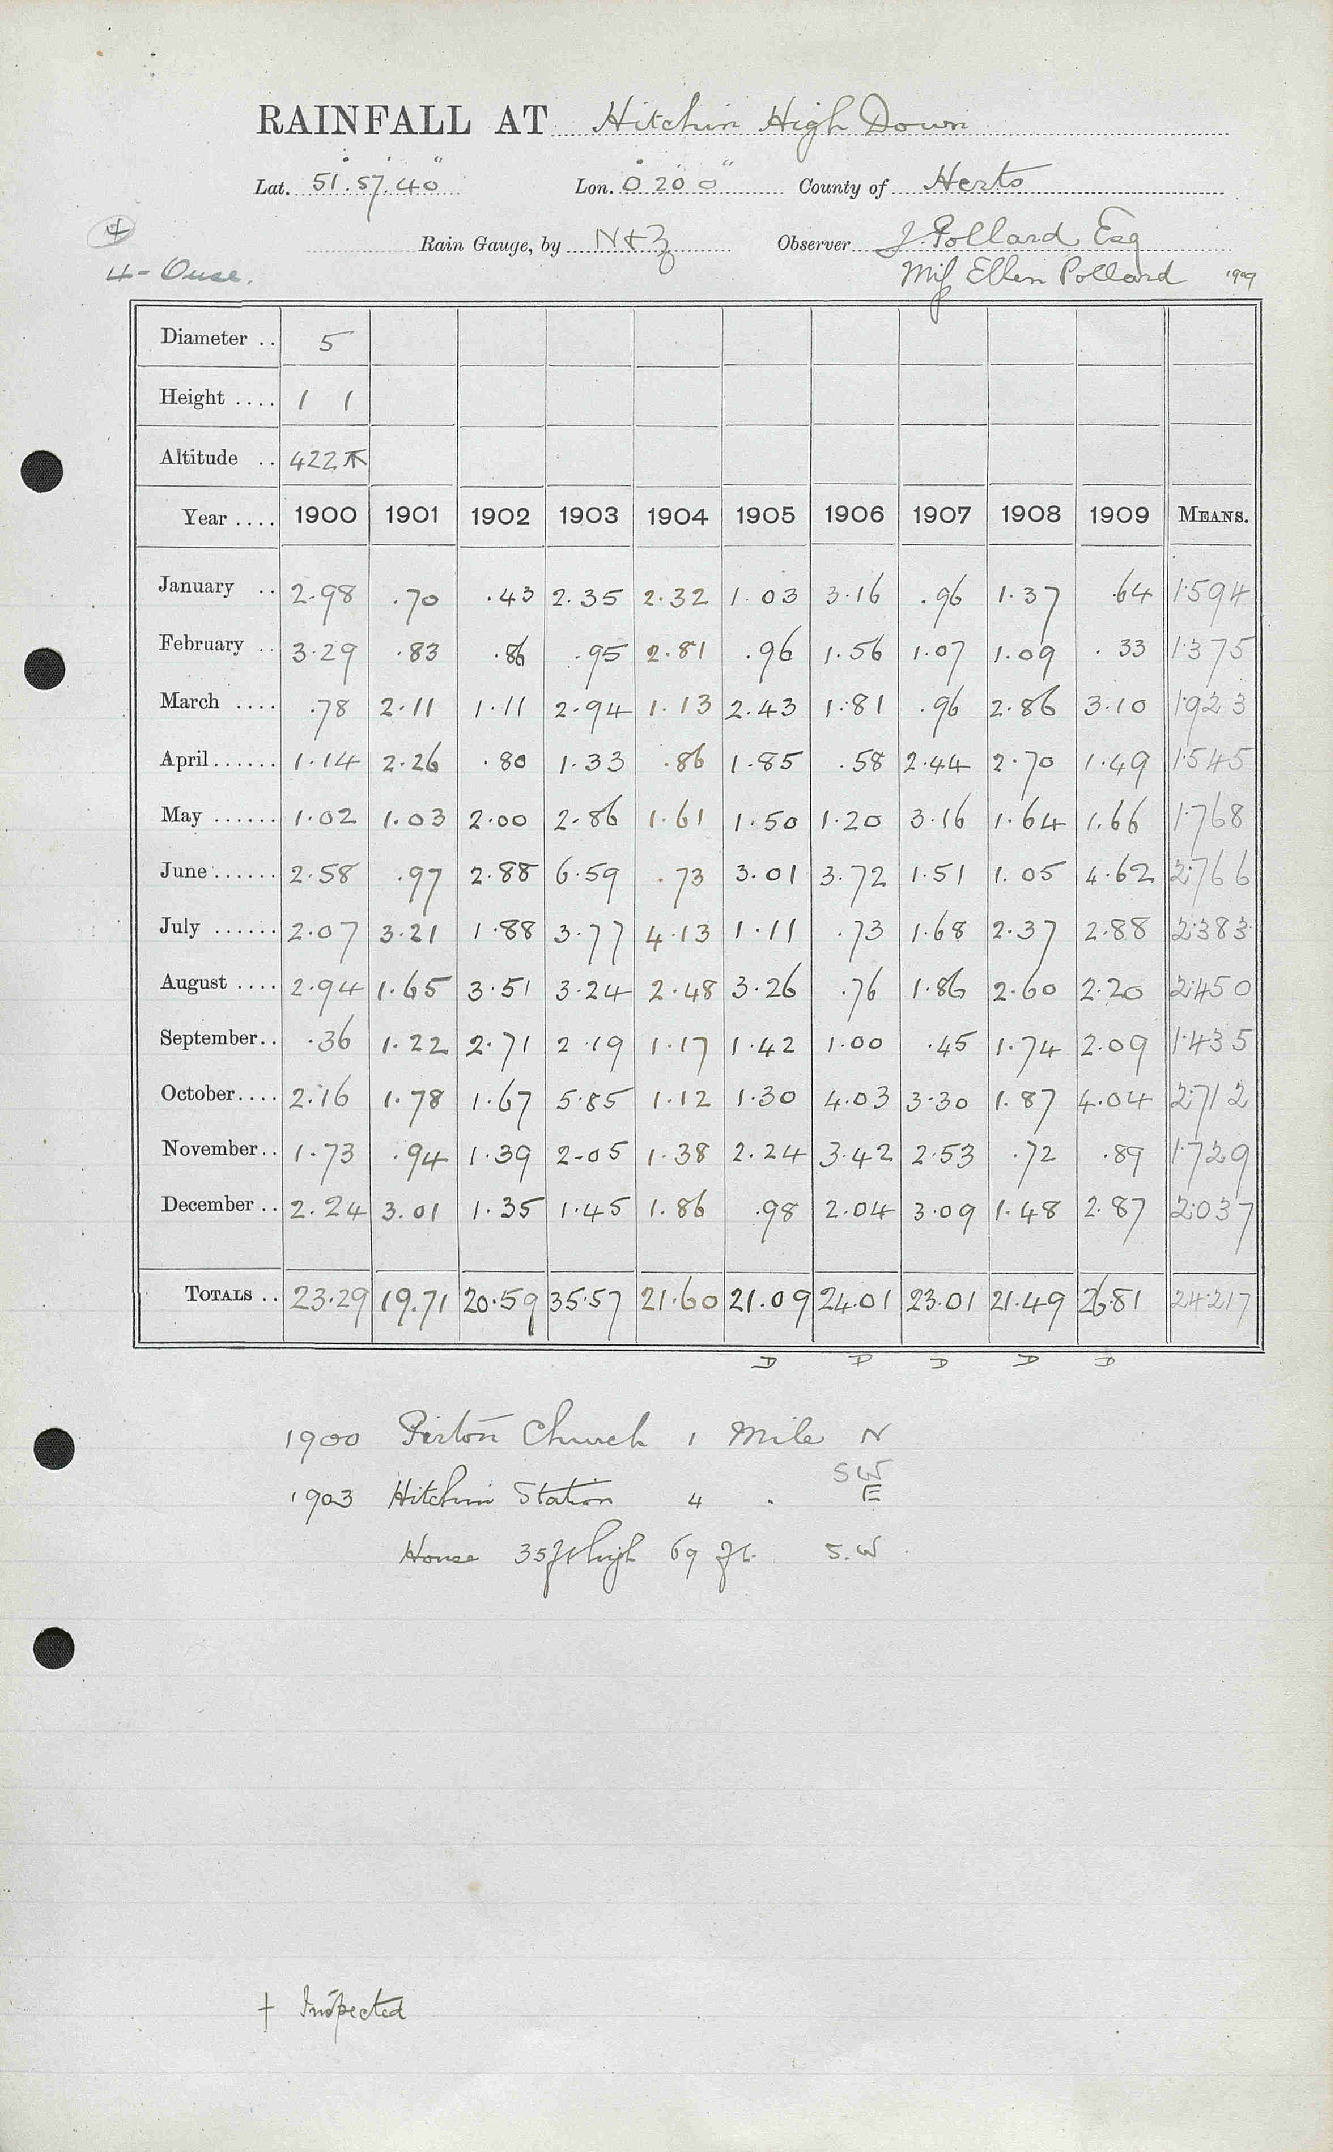 RAINFALL AT Hitchin High Down
Lat. 51° 57' 40" Lon. 0° 20' 0" County of Herts
Rain Gauge, by N & Z Observer J. Pollard Esq
4 - Ouse. Miss Ellen Pollard 1909
Diameter .. 5
Height .... 1 1
Altitude .. 422
Year .... 1900 1901 1902 1903 1904 1905 1906 1907 1908 1909 MEANS.
January .. 2.98 .70 .43 2.35 2.32 1.03 3.16 .96 1.37 .64 1.594
February .. 3.29 .83 .86 .95 2.81 .96 1.56 1.07 1.09 .33 1.375
March .... .78 2.11 1.11 2.94 1.13 2.43 1.81 .96 2.86 3.10 1.923
April...... 1.14 2.26 .80 1.33 .86 1.85 .58 2.44 2.70 1.49 1.545
May ...... 1.02 1.03 2.00 2.86 1.61 1.50 1.20 3.16 1.64 1.66 1.768
June...... 2.58 .97 2.88 6.59 .73 3.01 3.72 1.51 1.05 4.62 2.766
July ...... 2.07 3.21 1.88 3.77 4.13 1.11 .73 1.68 2.37 2.88 2.383
August .... 2.94 1.65 3.51 3.24 2.48 3.26 .76 1.86 2.60 2.20 2.450
September.. .36 1.22 2.71 2.19 1.17 1.42 1.00 .45 1.74 2.09 1.435
October.... 2.16 1.78 1.67 5.85 1.12 1.30 4.03 3.30 1.87 4.04 2.712
November.. 1.73 .94 1.39 2.05 1.38 2.24 3.42 2.53 .72 .89 1.729
December .. 2.24 3.01 1.35 1.45 1.86 .98 2.04 3.09 1.48 2.87 2.037
TOTALS .. 23.29 19.71 20.59 35.57 21.60 21.09 24.01 23.01 21.49 26.81 24.217
D D D D D
1900 Pirton Church 1 Mile N
SW
1903 Hitchin Station 4 " E
House 35 ft high 69 ft. S.W
† Inspected